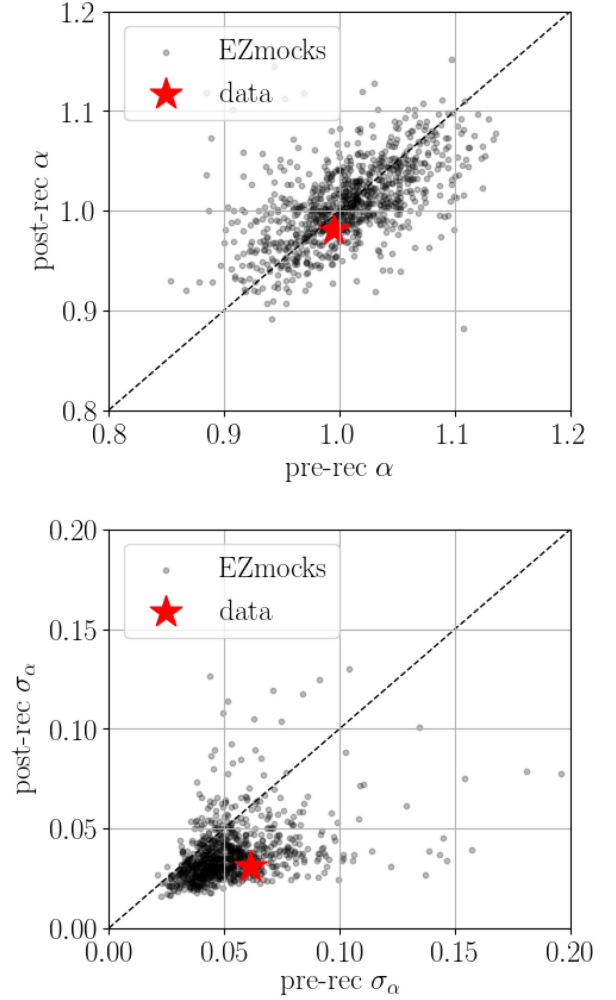 1.2
EZmocks
data
1.1
post-rec α
1.0
0.9
0.8
0.8 0.9 1.0 1.1 1.2
pre-rec α
0.20
EZmocks
data
0.15
post-rec σα
0.10
0.05
0.00
0.00 0.05 0.10 0.15 0.20
pre-rec σα